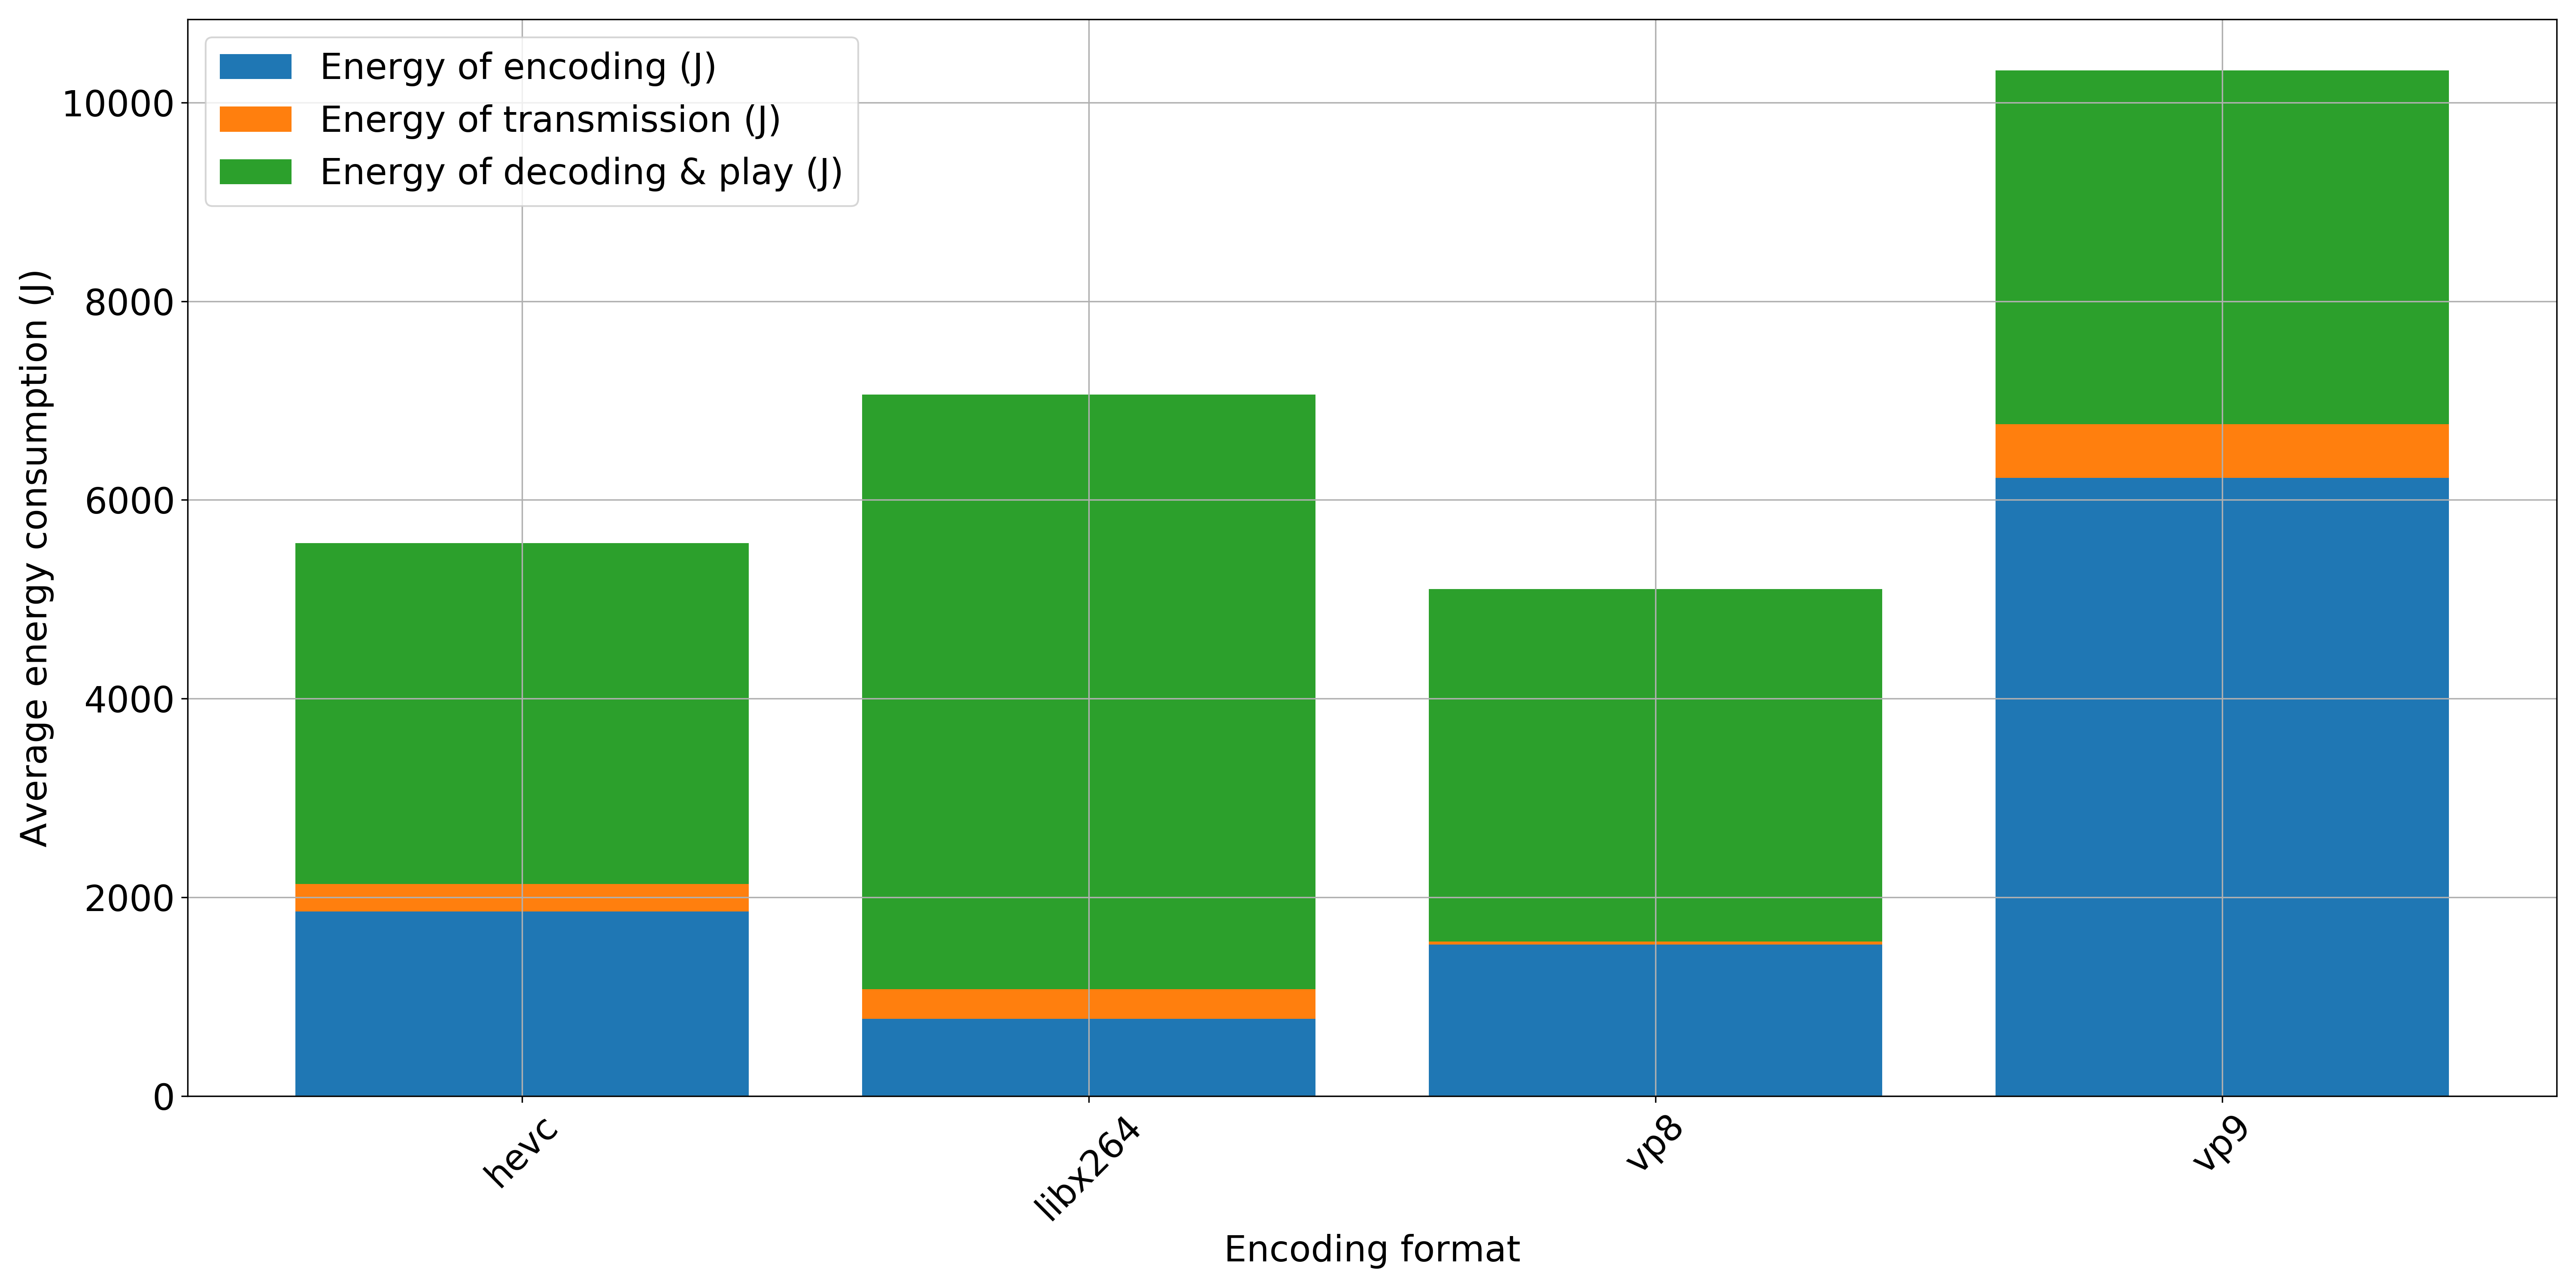 Energy of encoding (J)
Energy of transmission (J)
Energy of decoding & play (J)
Average energy consumption (J)
10000
8000
6000
4000
2000
0
hevc
libx264
vp8
vp9
Encoding format